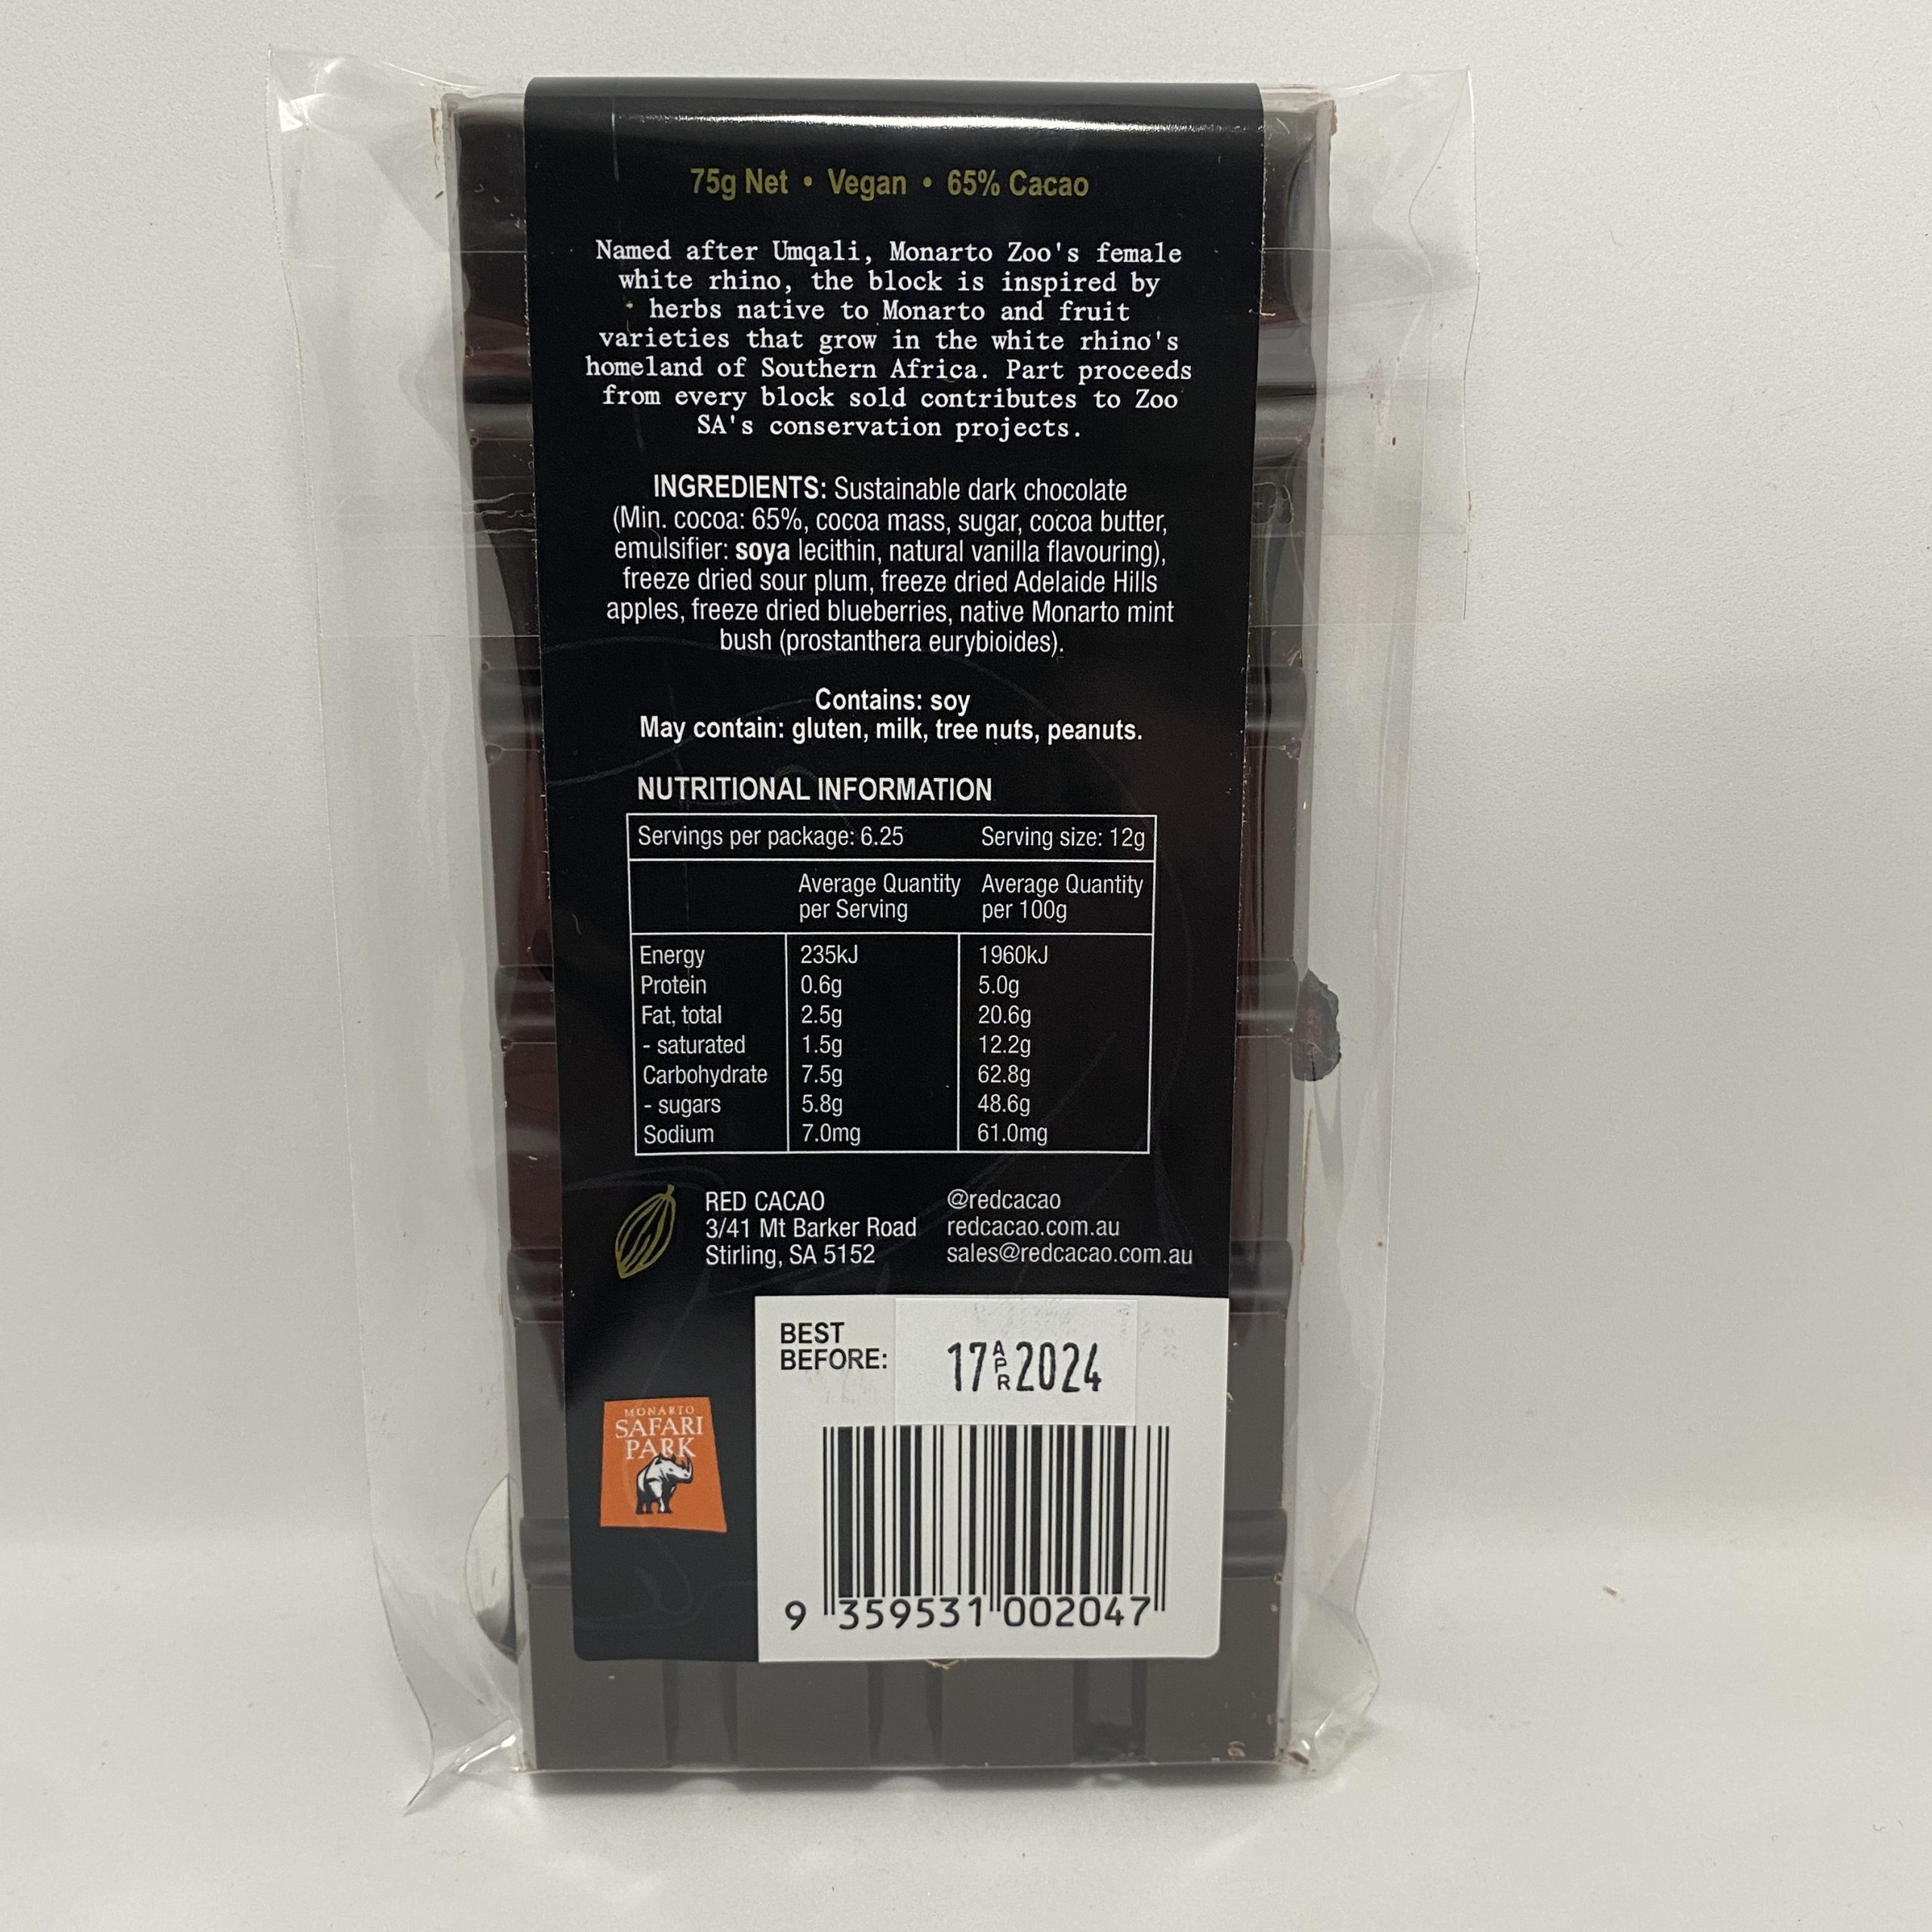 75g Net • Vegan • 65% Cacao
Named after Umqali, Monarto Zoo's female
white rhino, the block is inspired by
herbs native to Monarto and fruit
varieties that grow in the white rhino's
homeland of Southern Africa. Part proceeds
from every block sold contributes to Zoo
SA's conservation projects.
INGREDIENTS: Sustainable dark chocolate
(Min. cocoa: 65%, cocoa mass, sugar, cocoa butter,
emulsifier: soya lecithin, natural vanilla flavouring),
freeze dried sour plum, freeze dried Adelaide Hills
apples, freeze dried blueberries, native Monarto mint
bush (prostanthera eurybioides).
Contains: soy
May contain: gluten, milk, tree nuts, peanuts.
NUTRITIONAL INFORMATION
Servings per package: 6.25 Serving size: 12g
Average Quantity Average Quantity
per Serving per 100g
Energy 235kJ 1960kJ
Protein 0.6g 5.0g
Fat, total 2.5g 20.6g
- saturated 1.5g 12.2g
Carbohydrate 7.5g 62.8g
- sugars 5.8g 48.6g
Sodium 7.0mg 61.0mg
RED CACAO @redcacao
3/41 Mt Barker Road redcacao.com.au
Stirling, SA 5152 sales@redcacao.com.au
BEST
BEFORE: 17 APR 2024
MONARTO
SAFARI
PARK
9 359531 002047